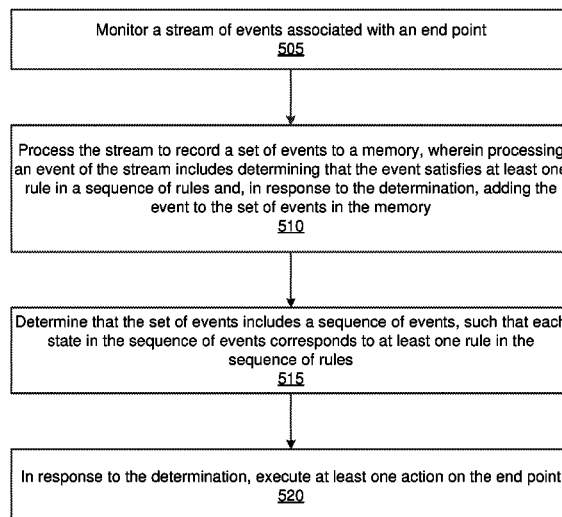 Monitor a stream of events associated with an end point
505
Process the stream to record a set of events to a memory, wherein processing
an event of the stream includes determining that the event satisfies at least one
rule in a sequence of rules and, in response to the determination, adding the
event to the set of events in the memory
510
Determine that the set of events includes a sequence of events, such that each
state in the sequence of events corresponds to at least one rule in the
sequence of rules
515
In response to the determination, execute at least one action on the end point
520